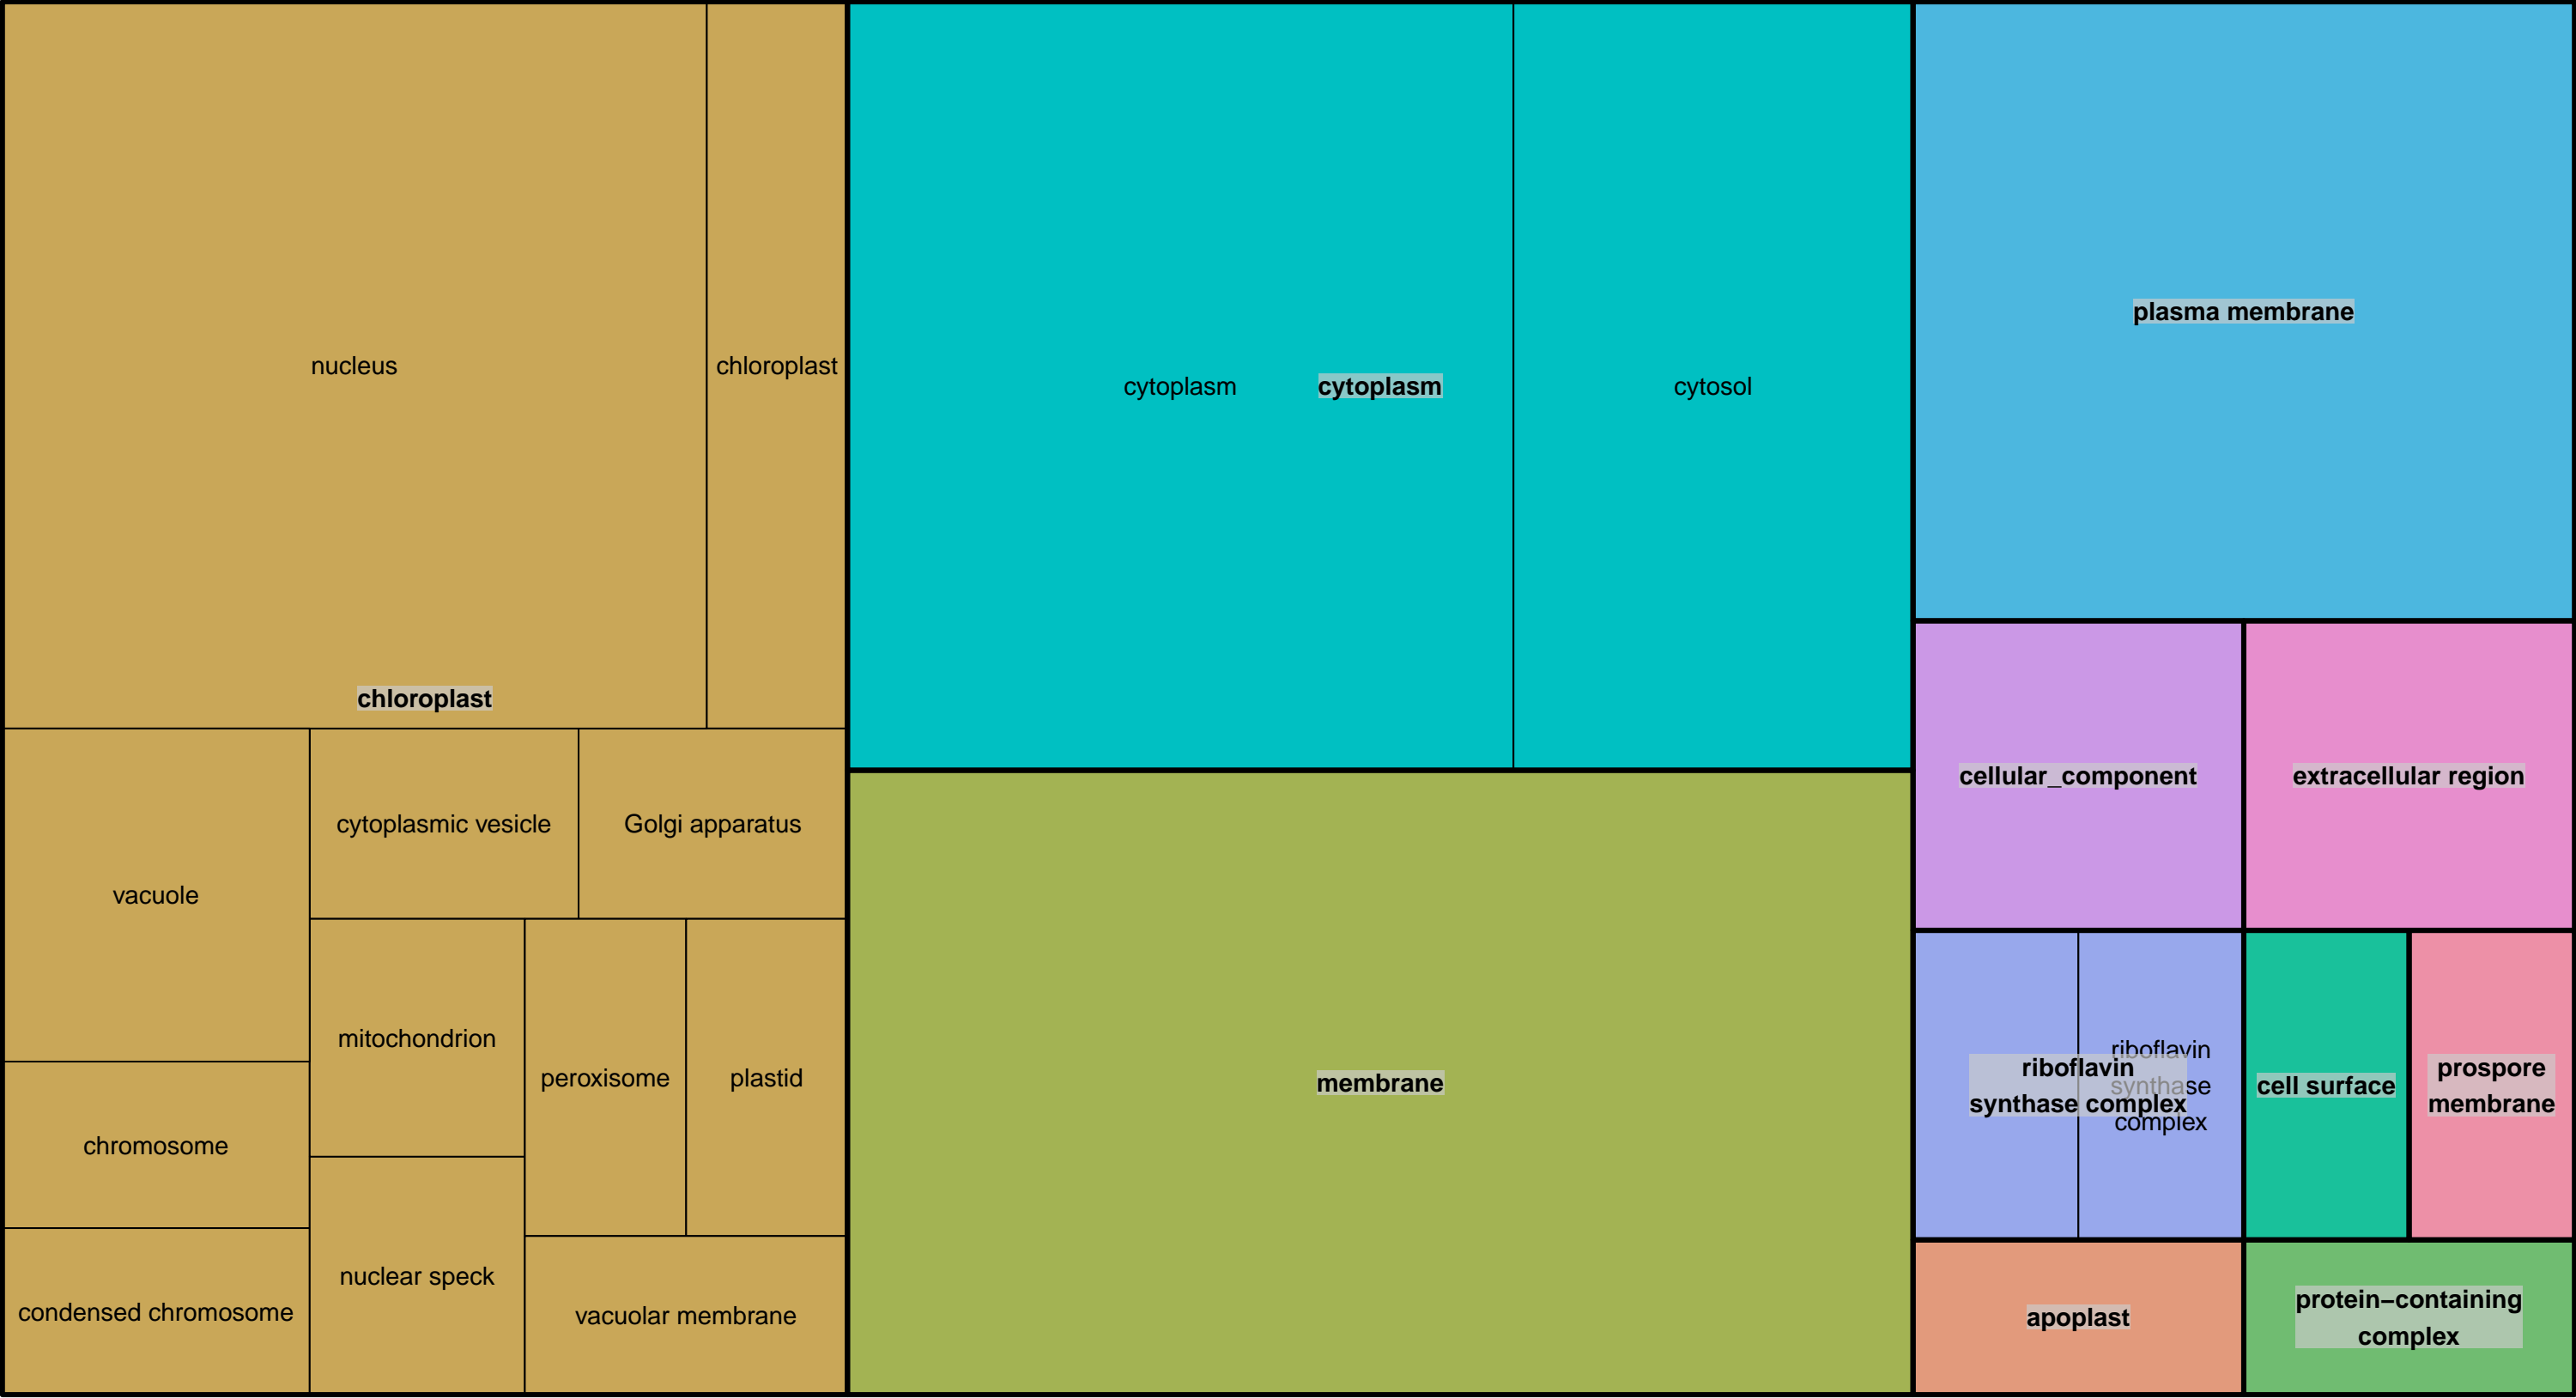 nucleus
chloroplast
chloroplast
vacuole
cytoplasmic vesicle
Golgi apparatus
mitochondrion
peroxisome
plastid
chromosome
nuclear speck
condensed chromosome
vacuolar membrane
cytoplasm
cytoplasm
cytosol
membrane
plasma membrane
cellular_component
extracellular region
riboflavin
synthase complex
riboflavin
synthase
complex
cell surface
prospore
membrane
apoplast
protein−containing
complex